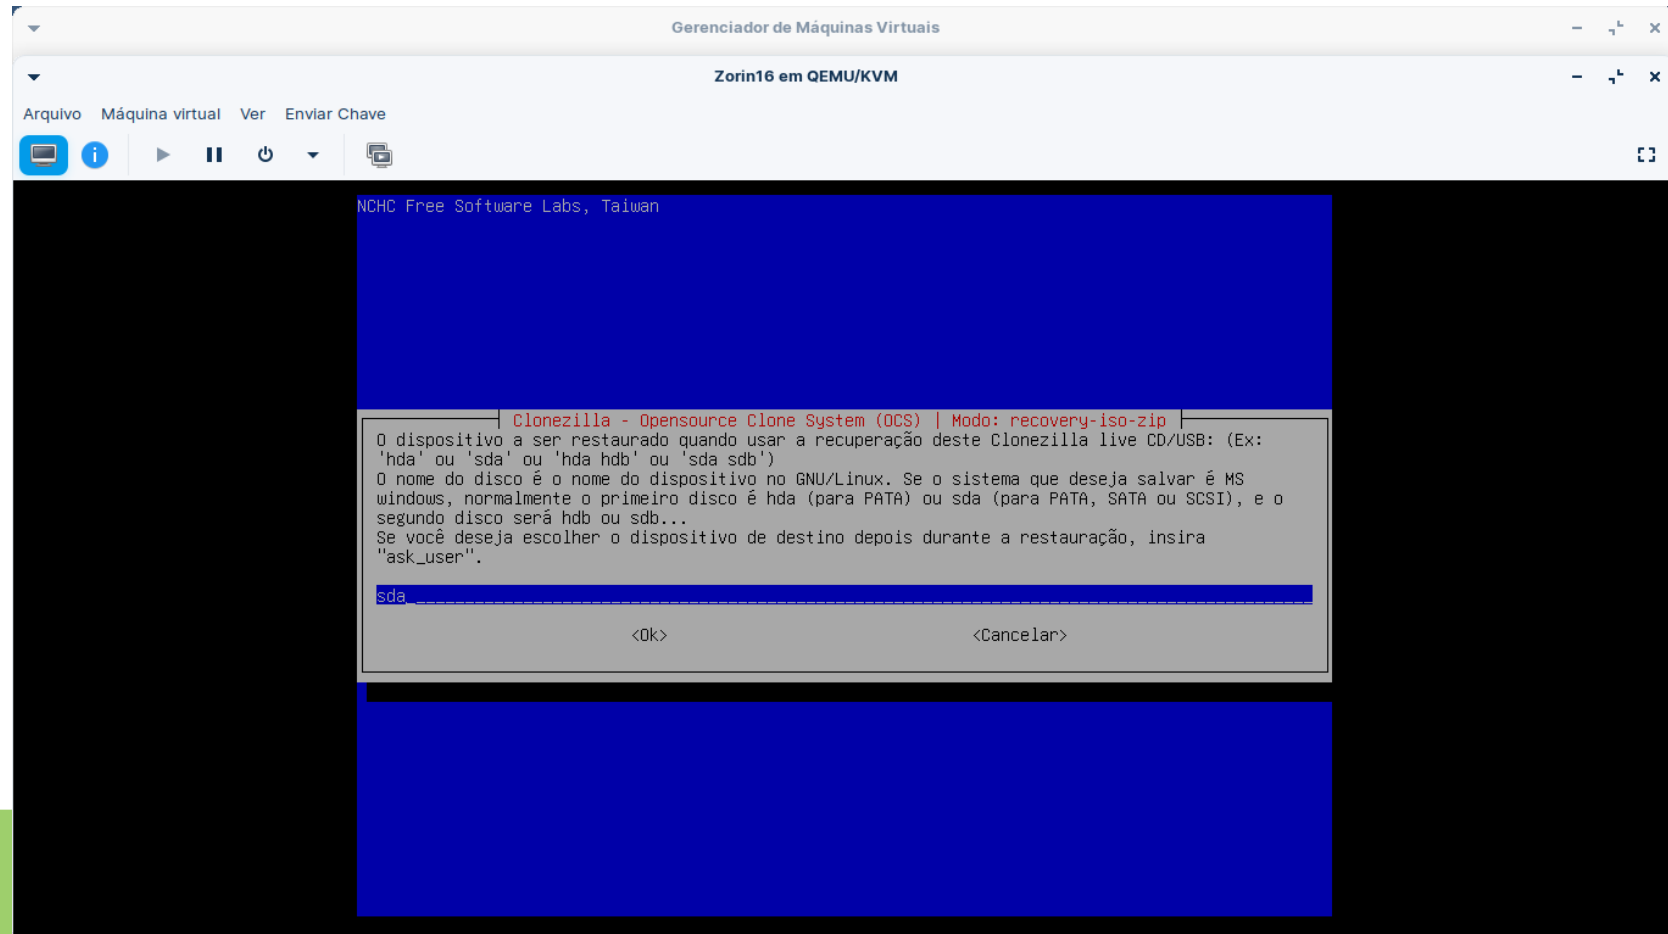 Gerenciador de Máquinas Virtuais
Zorin16 em QEMU/KVM
Arquivo Máquina virtual Ver Enviar Chave
NCHC Free Software Labs, Taiwan
Clonezilla - Opensource Clone System (OCS) | Modo: recovery-iso-zip
O dispositivo a ser restaurado quando usar a recuperação deste Clonezilla live CD/USB: (Ex:
'hda' ou 'sda' ou 'hda hdb' ou 'sda sdb')
O nome do disco é o nome do dispositivo no GNU/Linux. Se o sistema que deseja salvar é MS
windows, normalmente o primeiro disco é hda (para PATA) ou sda (para PATA, SATA ou SCSI), e o
segundo disco será hdb ou sdb...
Se você deseja escolher o dispositivo de destino depois durante a restauração, insira
"ask_user".
sda
<Ok> <Cancelar>